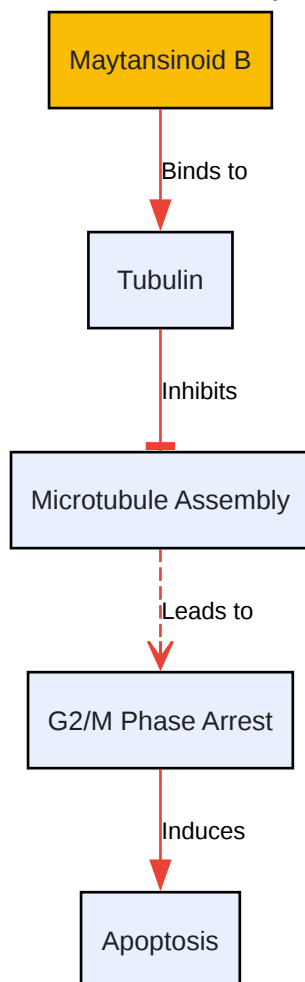 Maytansinoid B
Binds to
Tubulin
Inhibits
Microtubule Assembly
Leads to
G2/M Phase Arrest
Induces
Apoptosis